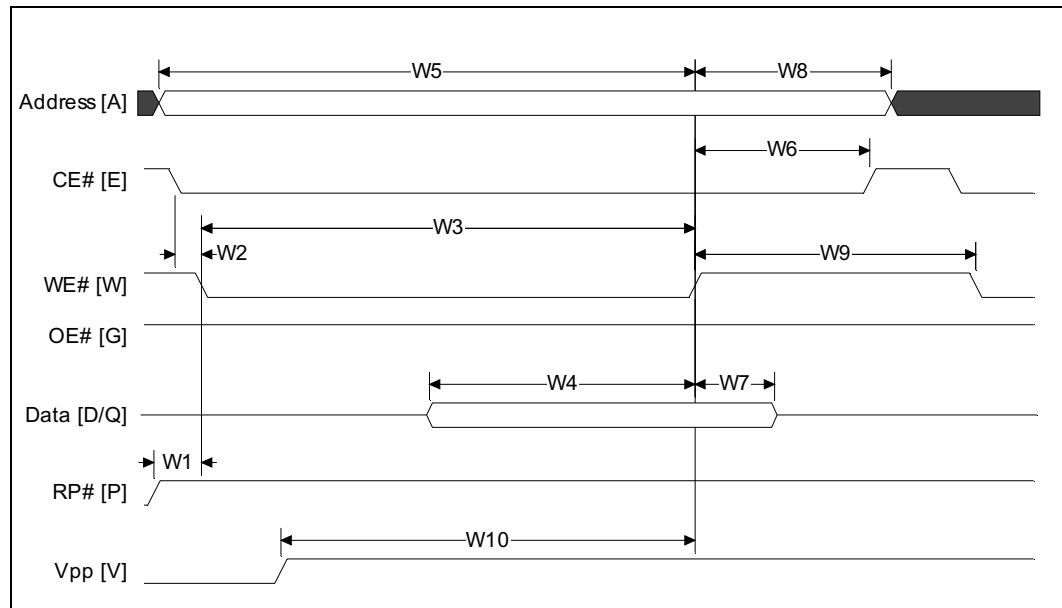 W5
W8
Address [A]
W6
CE# [E]
W3
W2
W9
WE# [W]
OE# [G]
W4
W7
Data [D/Q]
W1
RP# [P]
W10
Vpp [V]